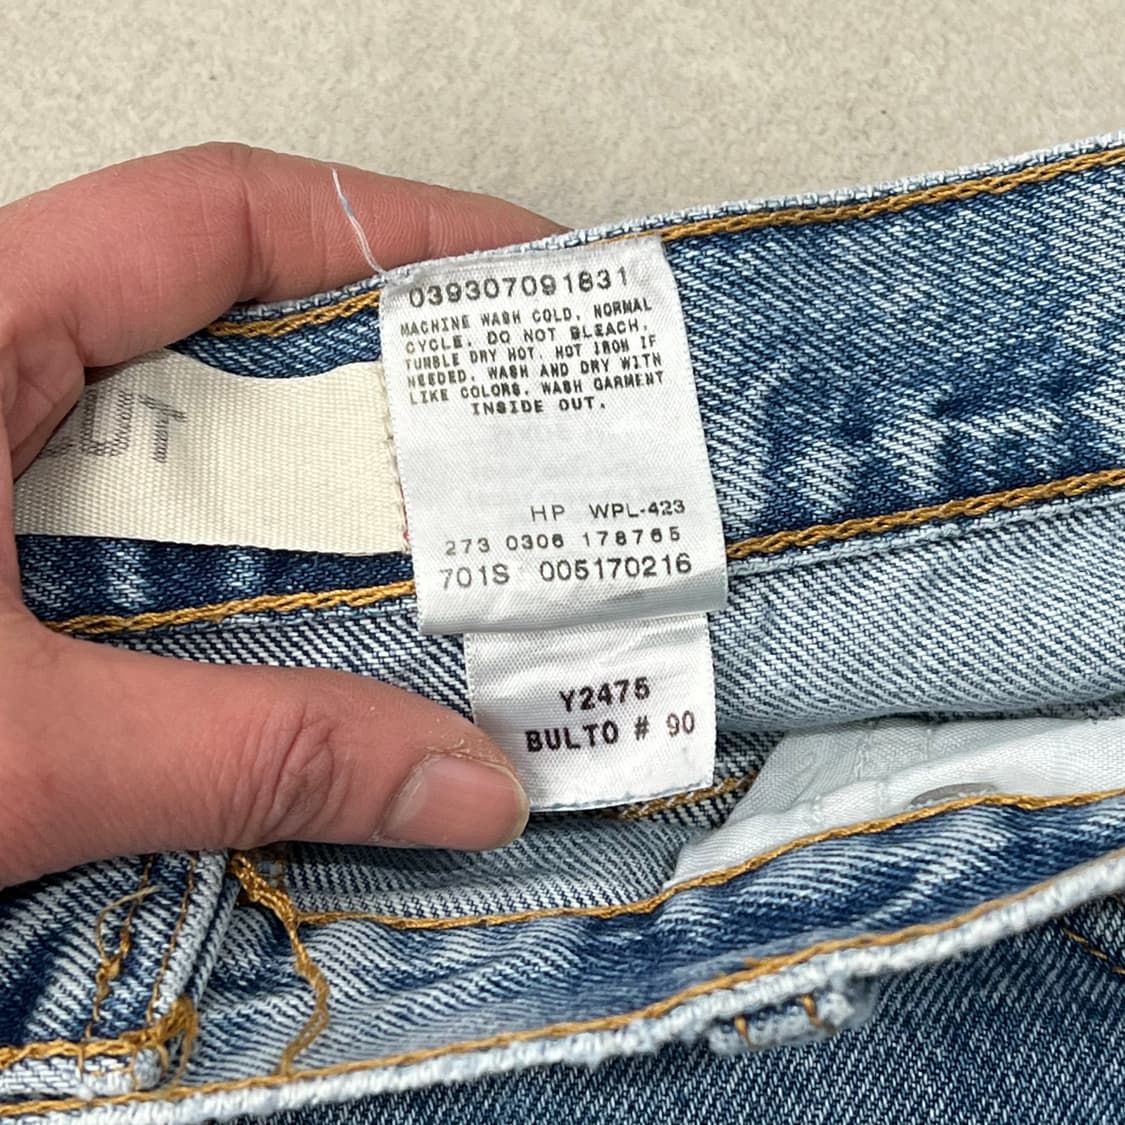 039307091831
MACHINE WASH COLD, NORMAL
CYCLE. DO NOT BLEACH.
TUMBLE DRY HOT. HOT IRON IF
NEEDED. WASH AND DRY WITH
LIKE COLORS. WASH GARMENT
INSIDE OUT.
HP WPL-423
273 0306 178765
701S 005170216
Y2475
BULTO # 90